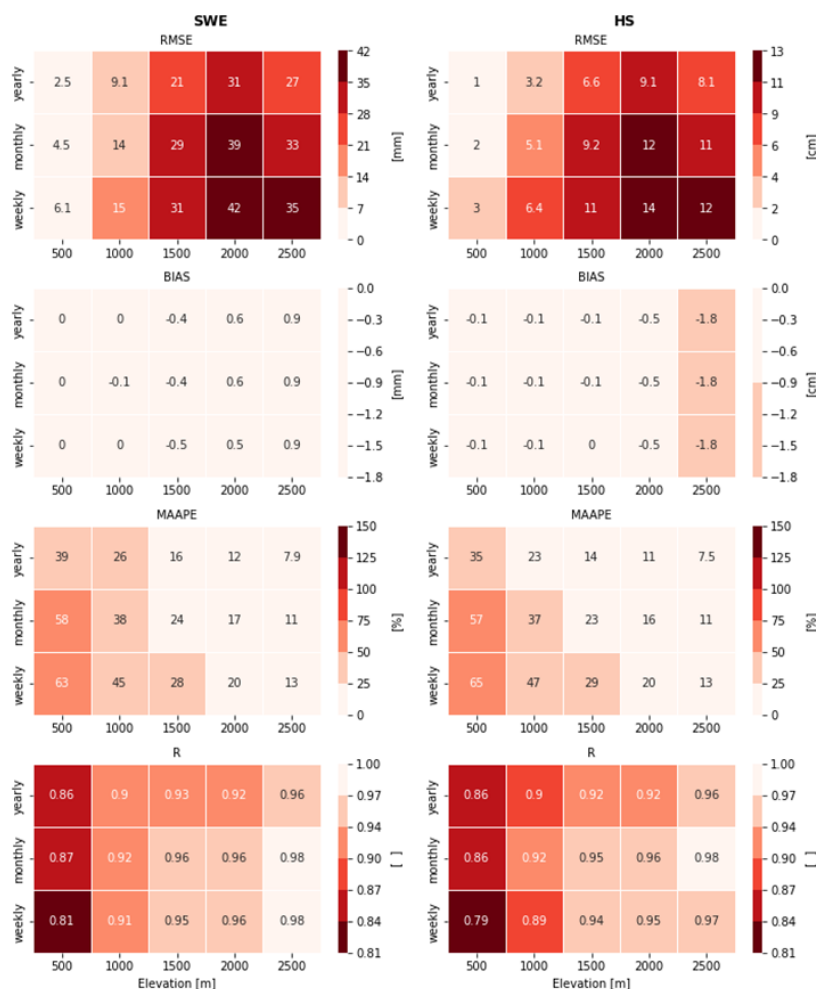 SWE HS
RMSE RMSE
yearly 2.5 9.1 21 31 27
monthly 4.5 14 29 39 33
weekly 6.1 15 31 42 35
500 1000 1500 2000 2500
42
35
28
21
14
7
0
[mm]
yearly 1 3.2 6.6 9.1 8.1
monthly 2 5.1 9.2 12 11
weekly 3 6.4 11 14 12
500 1000 1500 2000 2500
13
11
9
6
4
2
0
[cm]
BIAS BIAS
yearly 0 0 -0.4 0.6 0.9
monthly 0 -0.1 -0.4 0.6 0.9
weekly 0 0 -0.5 0.5 0.9
500 1000 1500 2000 2500
0.0
−0.3
−0.6
−0.9
−1.2
−1.5
−1.8
[mm]
yearly -0.1 -0.1 -0.1 -0.5 -1.8
monthly -0.1 -0.1 -0.1 -0.5 -1.8
weekly -0.1 -0.1 0 -0.5 -1.8
500 1000 1500 2000 2500
0.0
−0.3
−0.6
−0.9
−1.2
−1.5
−1.8
[cm]
MAAPE MAAPE
yearly 39 26 16 12 7.9
monthly 58 38 24 17 11
weekly 63 45 28 20 13
500 1000 1500 2000 2500
150
125
100
75
50
25
0
[%]
yearly 35 23 14 11 7.5
monthly 57 37 23 16 11
weekly 65 47 29 20 13
500 1000 1500 2000 2500
150
125
100
75
50
25
0
[%]
R R
yearly 0.86 0.9 0.93 0.92 0.96
monthly 0.87 0.92 0.96 0.96 0.98
weekly 0.81 0.91 0.95 0.96 0.98
500 1000 1500 2000 2500
Elevation [m]
1.00
0.97
0.94
0.90
0.87
0.84
0.81
[ ]
yearly 0.86 0.9 0.92 0.92 0.96
monthly 0.86 0.92 0.95 0.96 0.98
weekly 0.79 0.89 0.94 0.95 0.97
500 1000 1500 2000 2500
Elevation [m]
1.00
0.97
0.94
0.90
0.87
0.84
0.81
[ ]